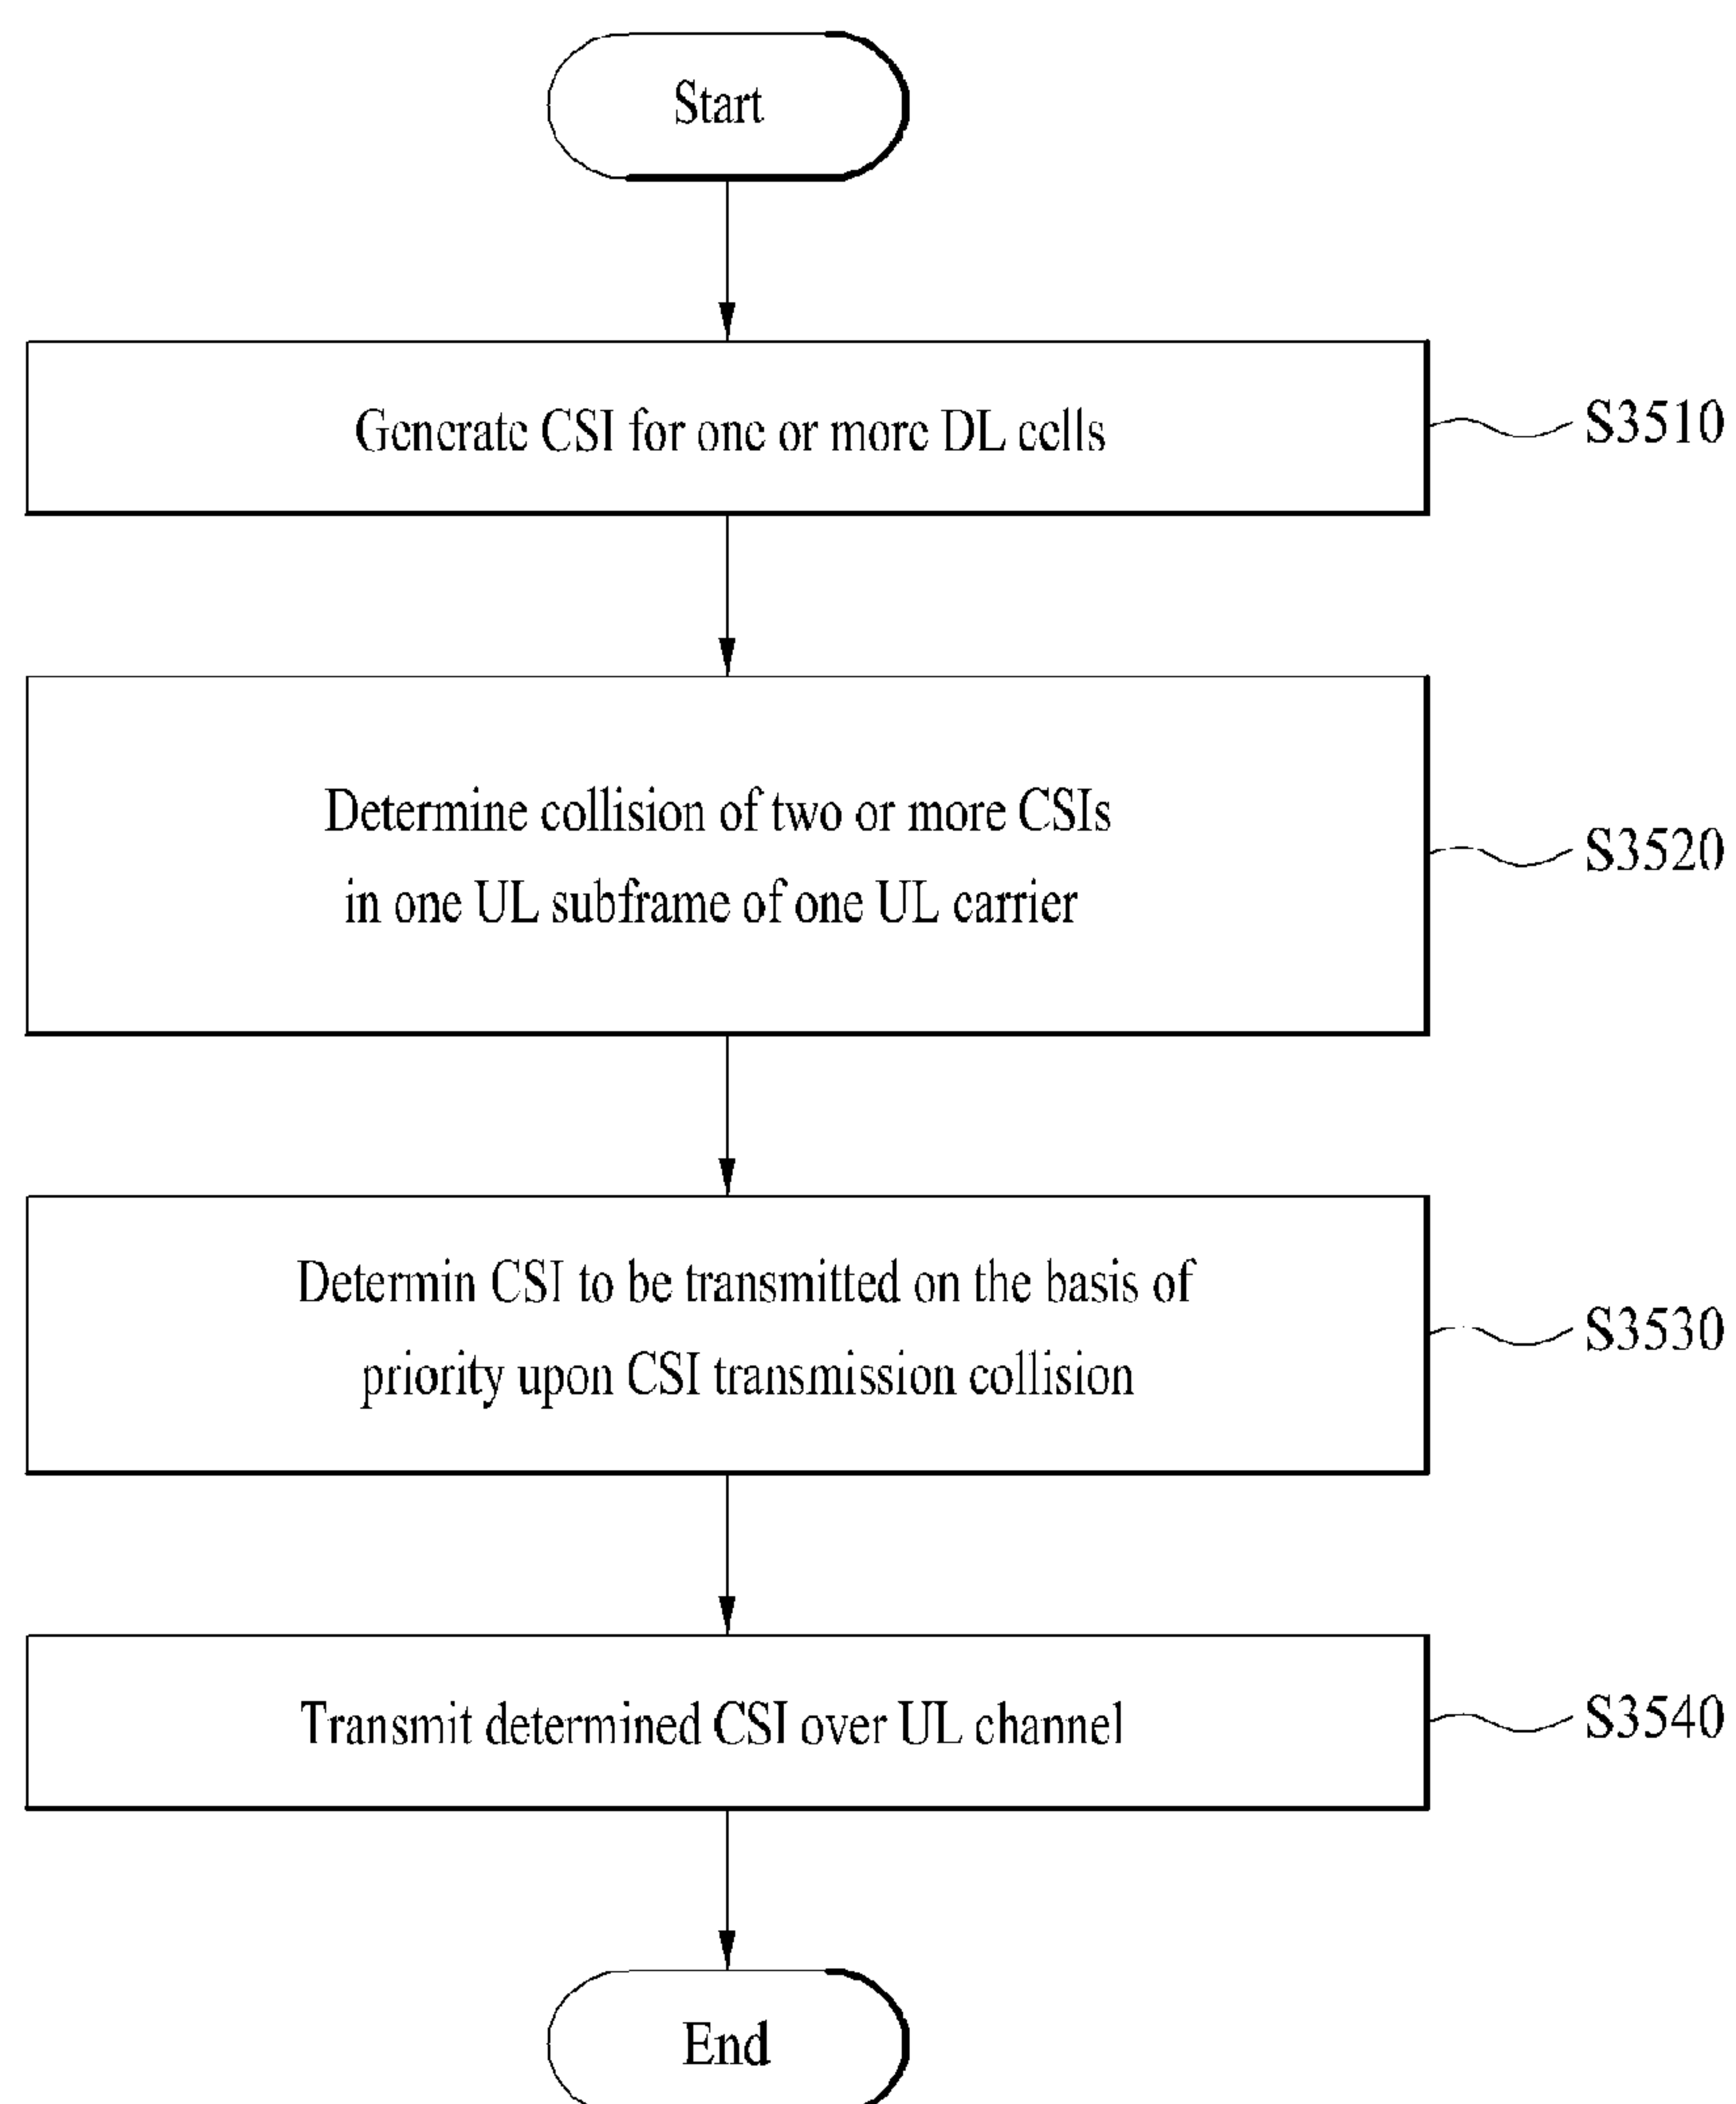 Start
Generate CSI for one or more DL cells
S3510
Determine collision of two or more CSIs
in one UL subframe of one UL carrier
S3520
Determin CSI to be transmitted on the basis of
priority upon CSI transmission collision
S3530
Transmit determined CSI over UL channel
S3540
End